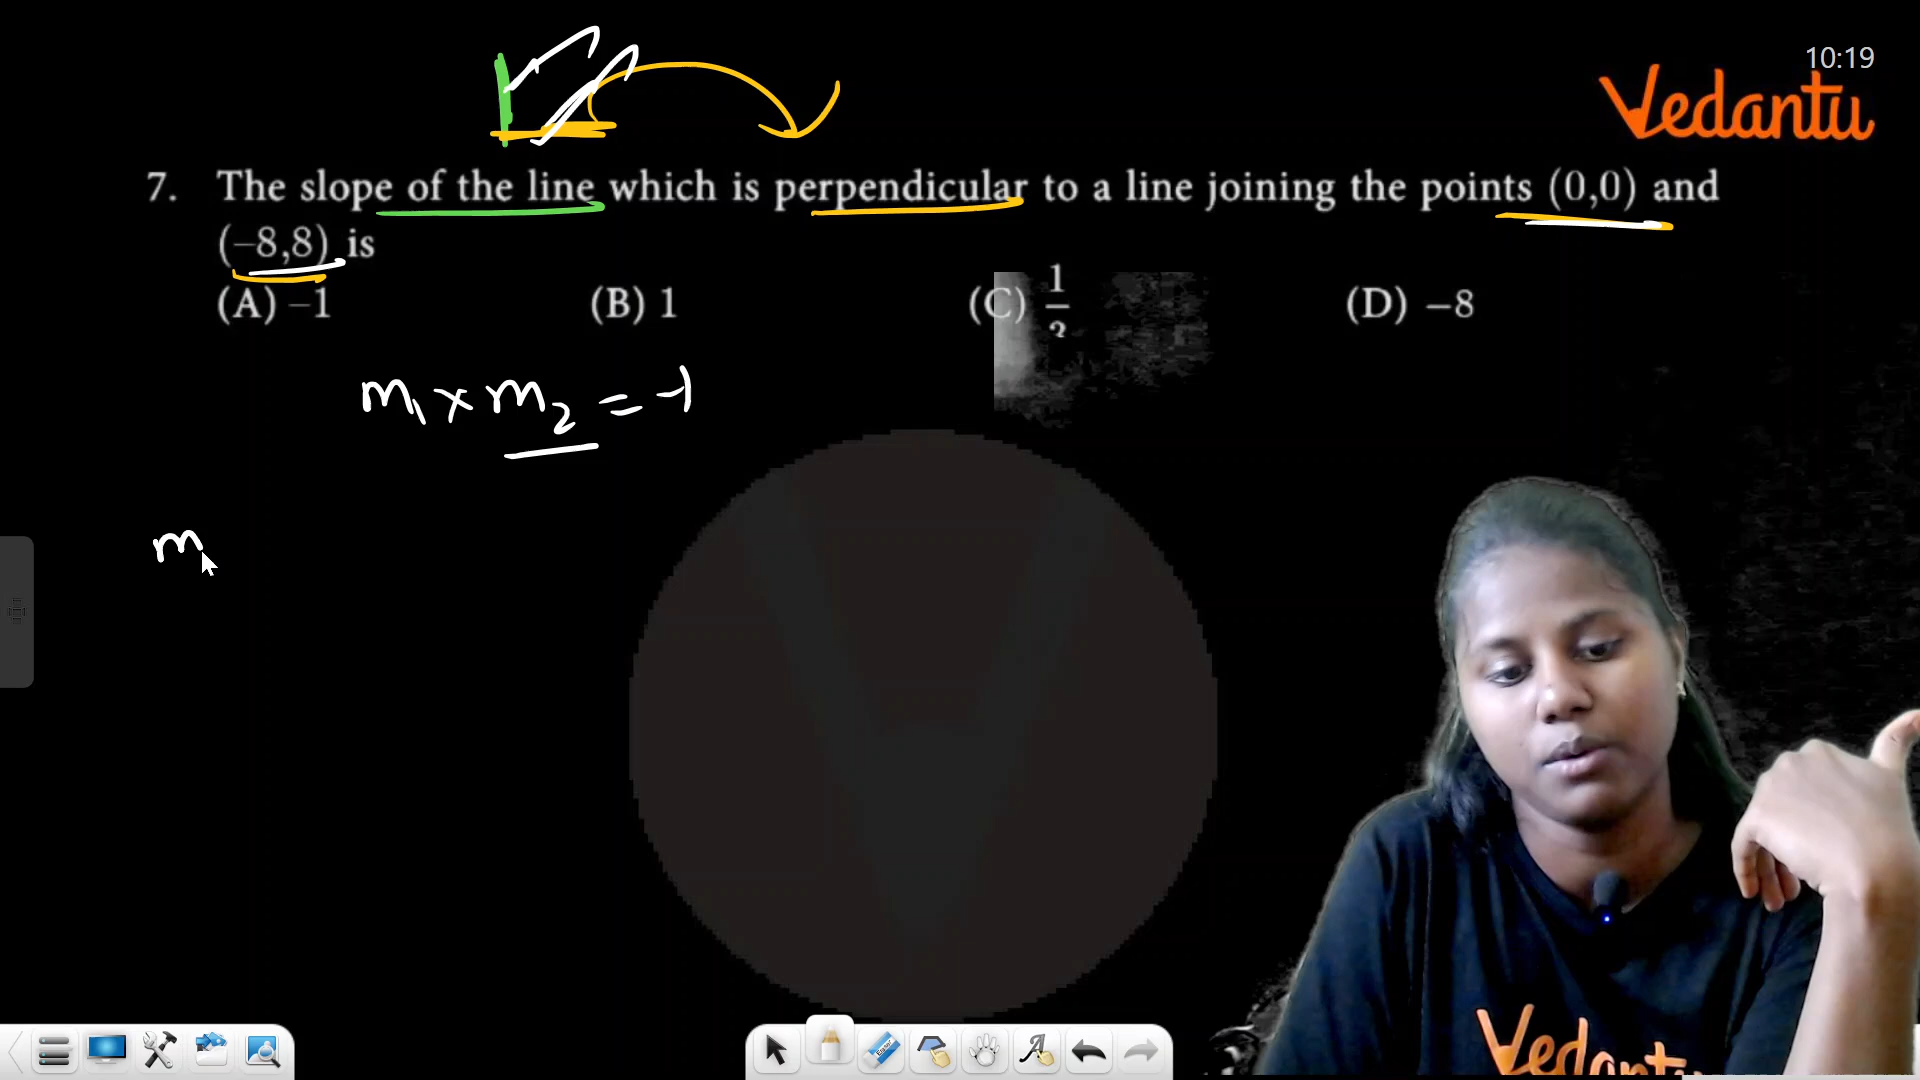 10:19
Vedantu
7. The slope of the line which is perpendicular to a line joining the points (0,0) and
(–8,8) is
(A) –1 (B) 1 (C) 1/3 (D) –8
m₁ × m₂ = -1
m
Vedantu